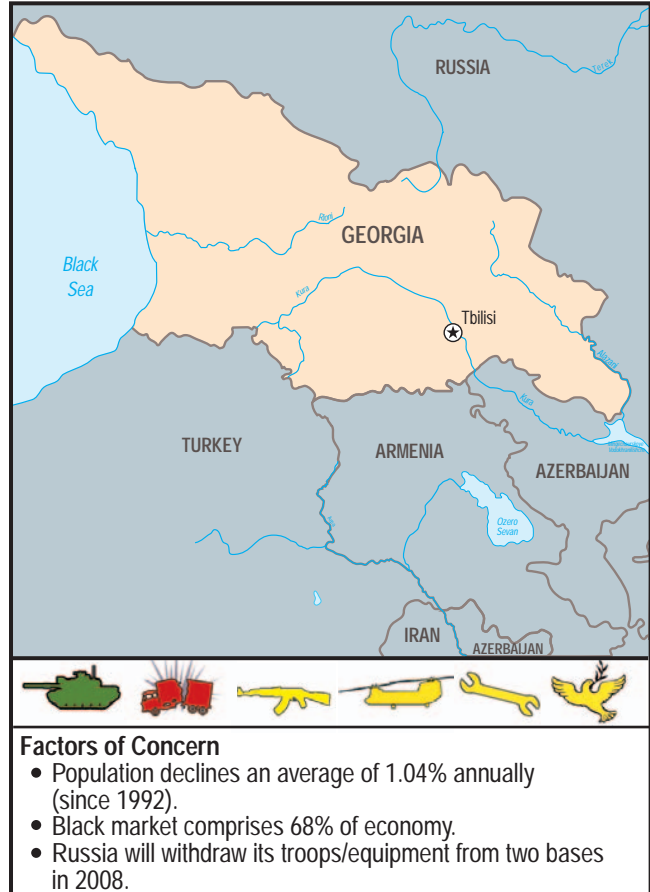 RUSSIA
Terek
Rioni
GEORGIA
Black
Sea
Kura
Tbilisi
Alazani
Kura
TURKEY
ARMENIA
AZERBAIJAN
Ozero
Sevan
IRAN
AZERBAIJAN
Factors of Concern
• Population declines an average of 1.04% annually
(since 1992).
• Black market comprises 68% of economy.
• Russia will withdraw its troops/equipment from two bases
in 2008.